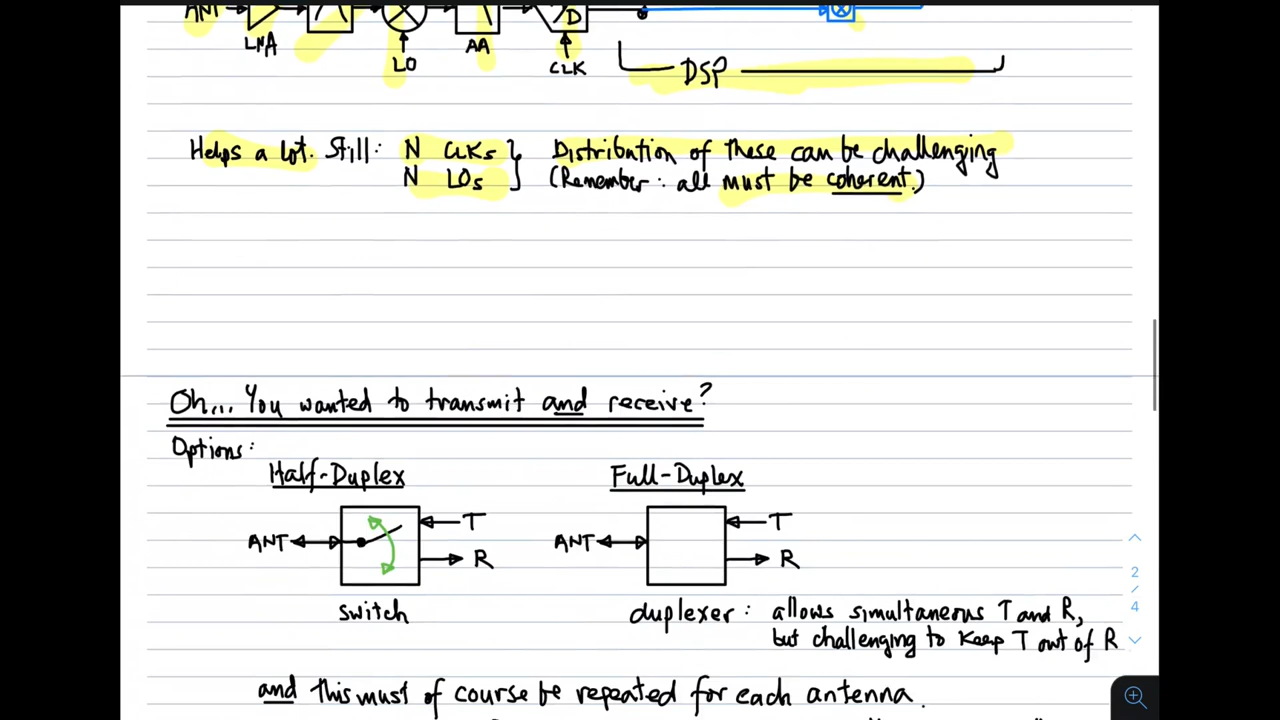 ANT
LNA
LO
AA
D
CLK
DSP
Helps a lot. Still: N CLKs } Distribution of these can be challenging
N LOs (Remember: all must be coherent.)
Oh... You wanted to transmit and receive?
Options:
Half-Duplex Full-Duplex
ANT T ANT T
R R
switch duplexer: allows simultaneous T and R,
but challenging to keep T out of R
and this must of course be repeated for each antenna.
2
/
4